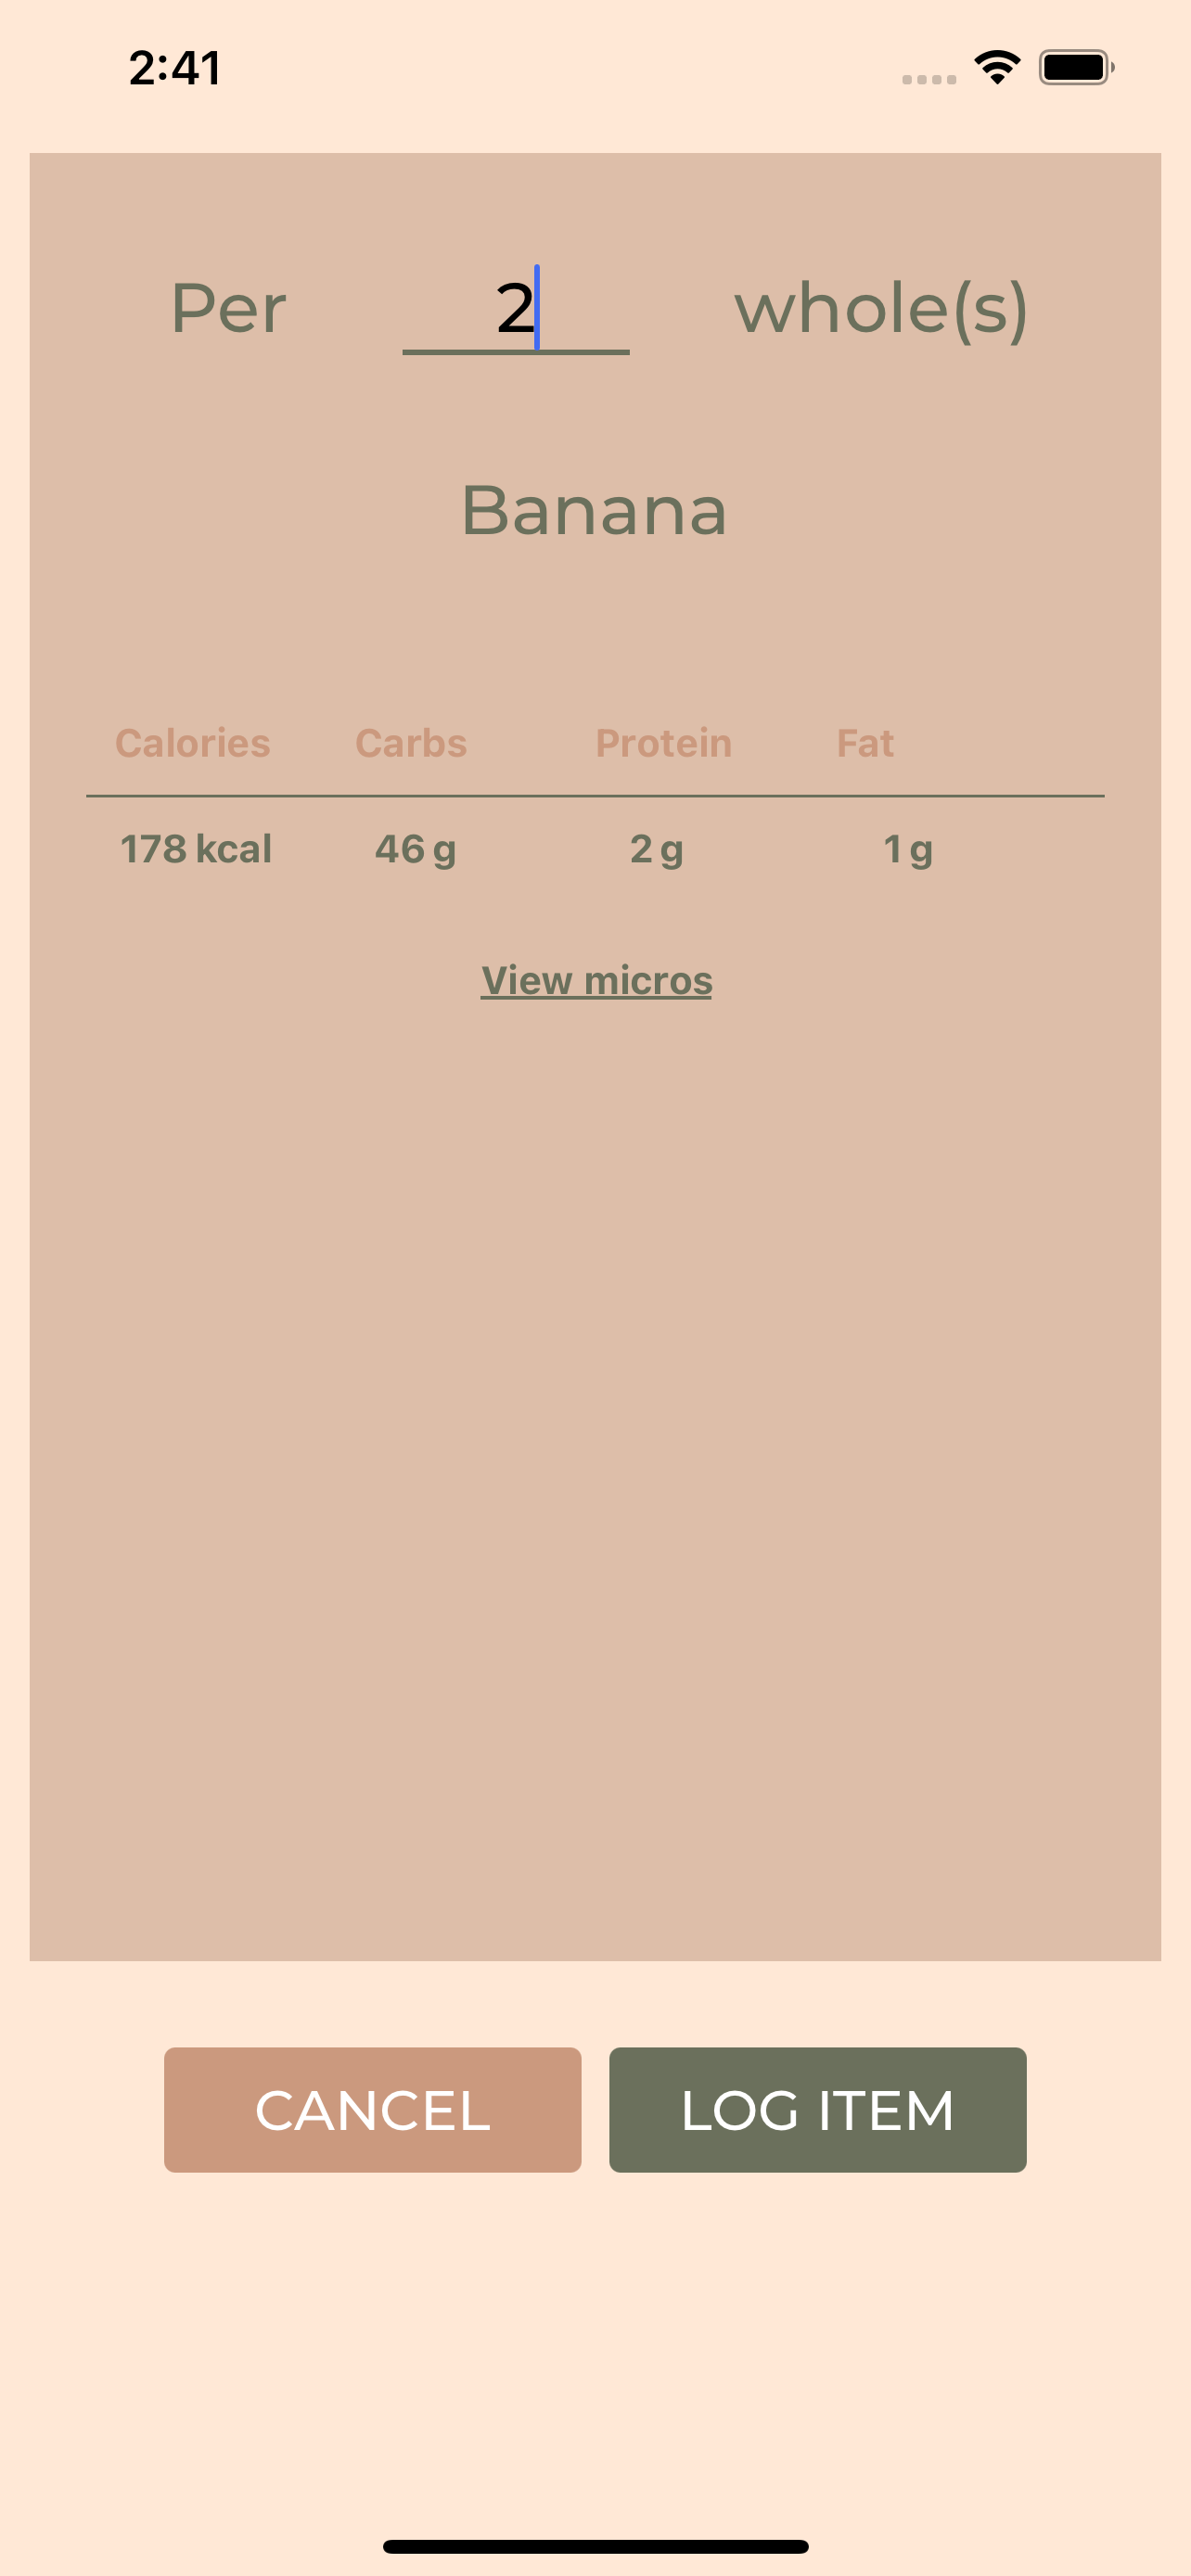 2:41
Per 2 whole(s)
Banana
Calories Carbs Protein Fat
178 kcal 46 g 2 g 1 g
View micros
CANCEL LOG ITEM